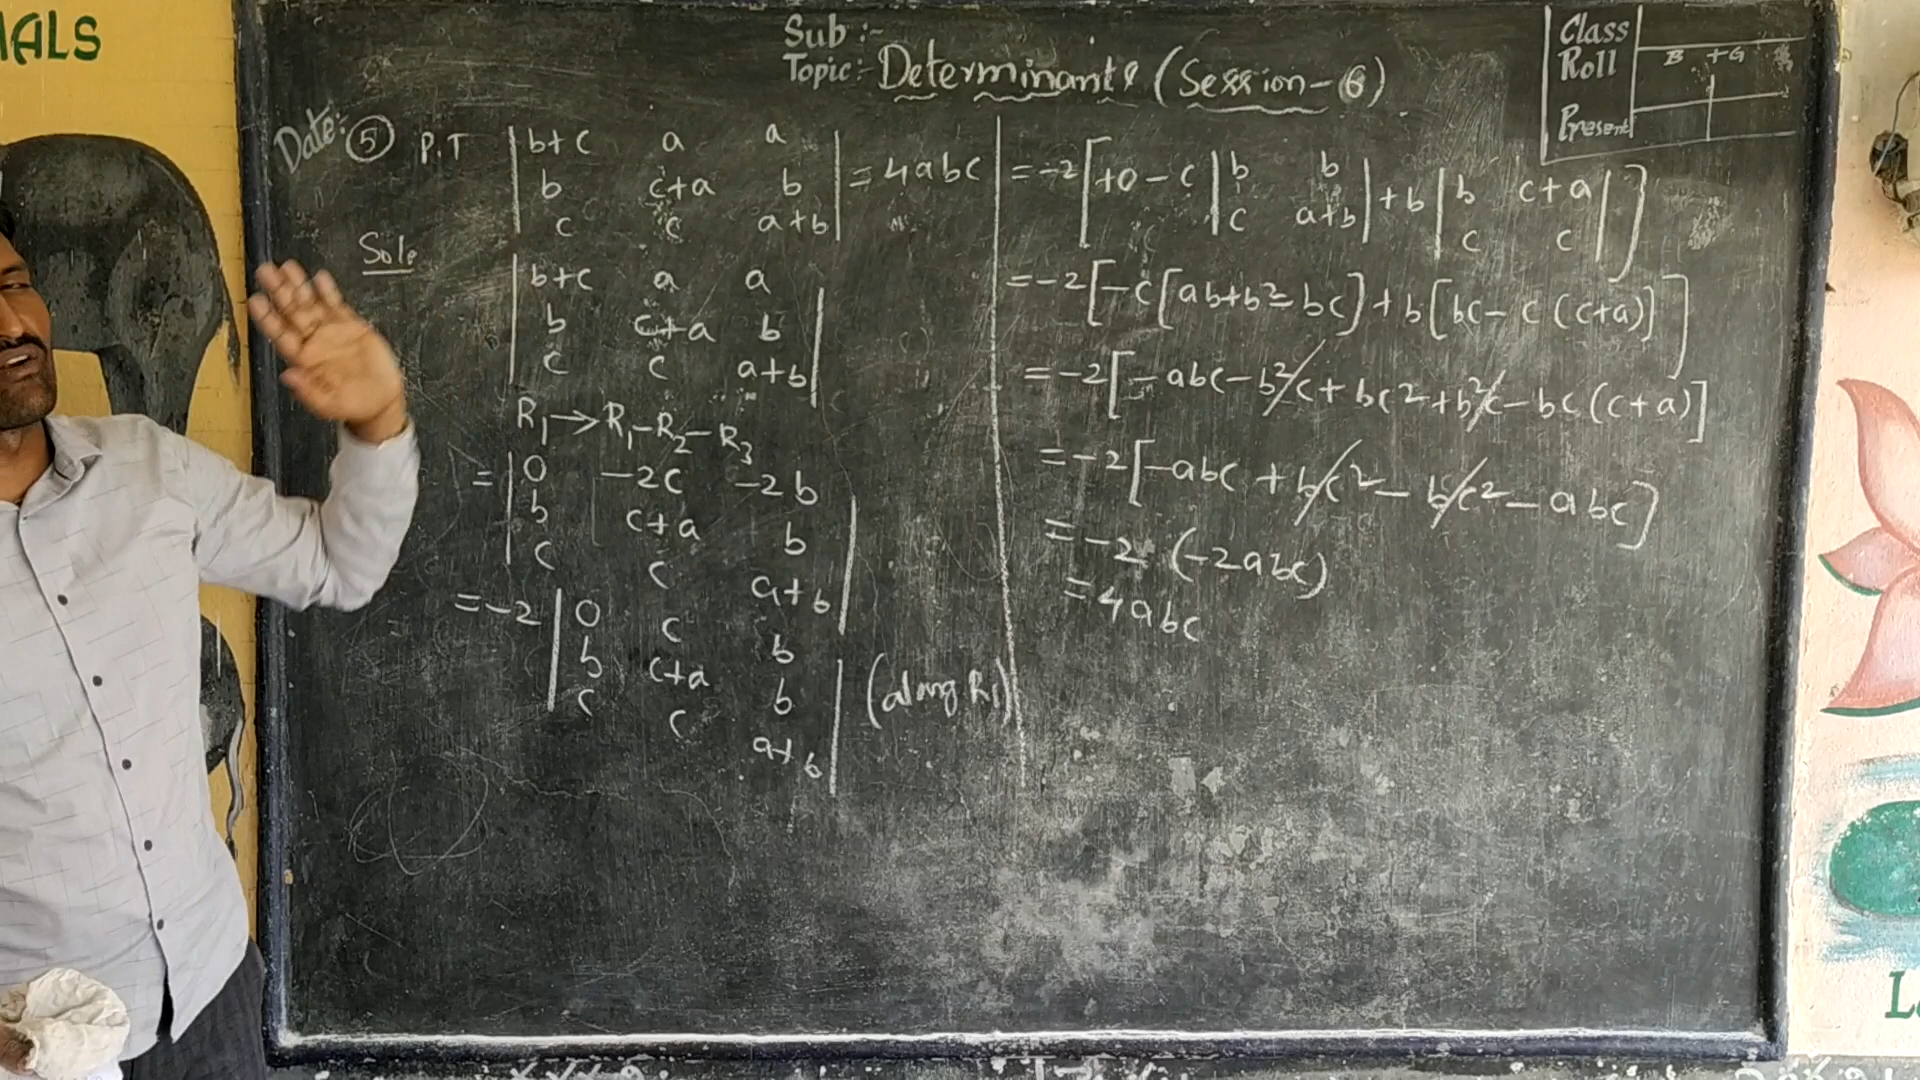 ALS
Sub :-
Topic :- Determinants (Session-6)
Class
Roll
B + G
Present
Date:-
⑤ P.T | b+c a a |
| b c+a b | = 4abc
| c c a+b |
Sole
| b+c a a |
| b c+a b |
| c c a+b |
R₁ → R₁-R₂-R₃
= | 0 -2c -2b |
| b c+a b |
| c c a+b |
= -2 | 0 c b |
| b c+a b | (along R₁)
| c c a+b |
= -2[+0 - c | b b | + b | b c+a |]
| c a+b | | c c |
= -2[-c[ab+b²-bc] + b[bc-c(c+a)]]
= -2[-abc-b²c+bc²+b²c-bc(c+a)]
= -2[-abc+bc²-bc²-abc]
= -2 (-2abc)
= 4abc